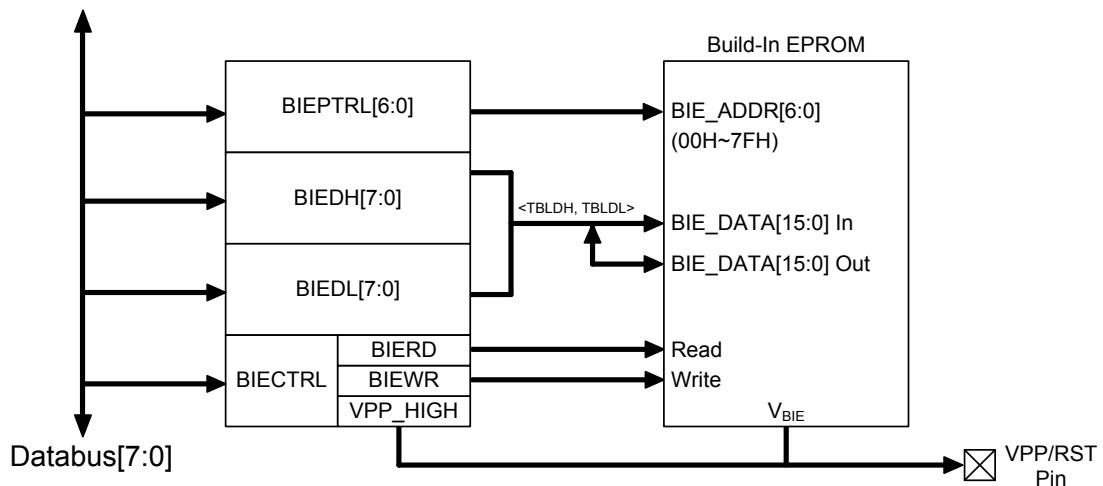 Build-In EPROM
BIEPTRL[6:0]
BIE_ADDR[6:0]
(00H~7FH)
BIEDH[7:0]
<TBLDH, TBLDL>
BIE_DATA[15:0] In
BIE_DATA[15:0] Out
BIEDL[7:0]
BIERD
Read
BIECTRL
BIEWR
Write
VPP_HIGH
VBIE
Databus[7:0]
VPP/RST
Pin